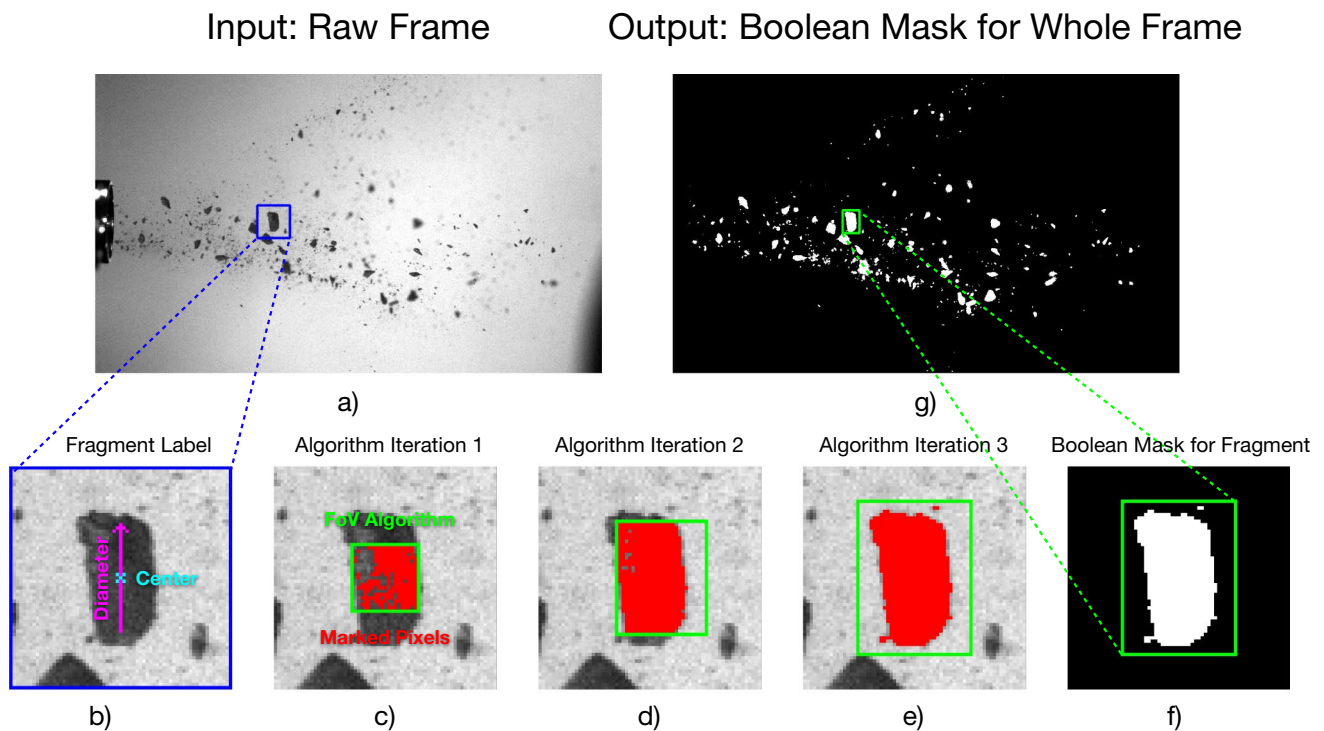 Input: Raw Frame
Output: Boolean Mask for Whole Frame
a)
g)
Fragment Label
Algorithm Iteration 1
Algorithm Iteration 2
Algorithm Iteration 3
Boolean Mask for Fragment
Diameter
Center
FoV Algorithm
Marked Pixels
b)
c)
d)
e)
f)